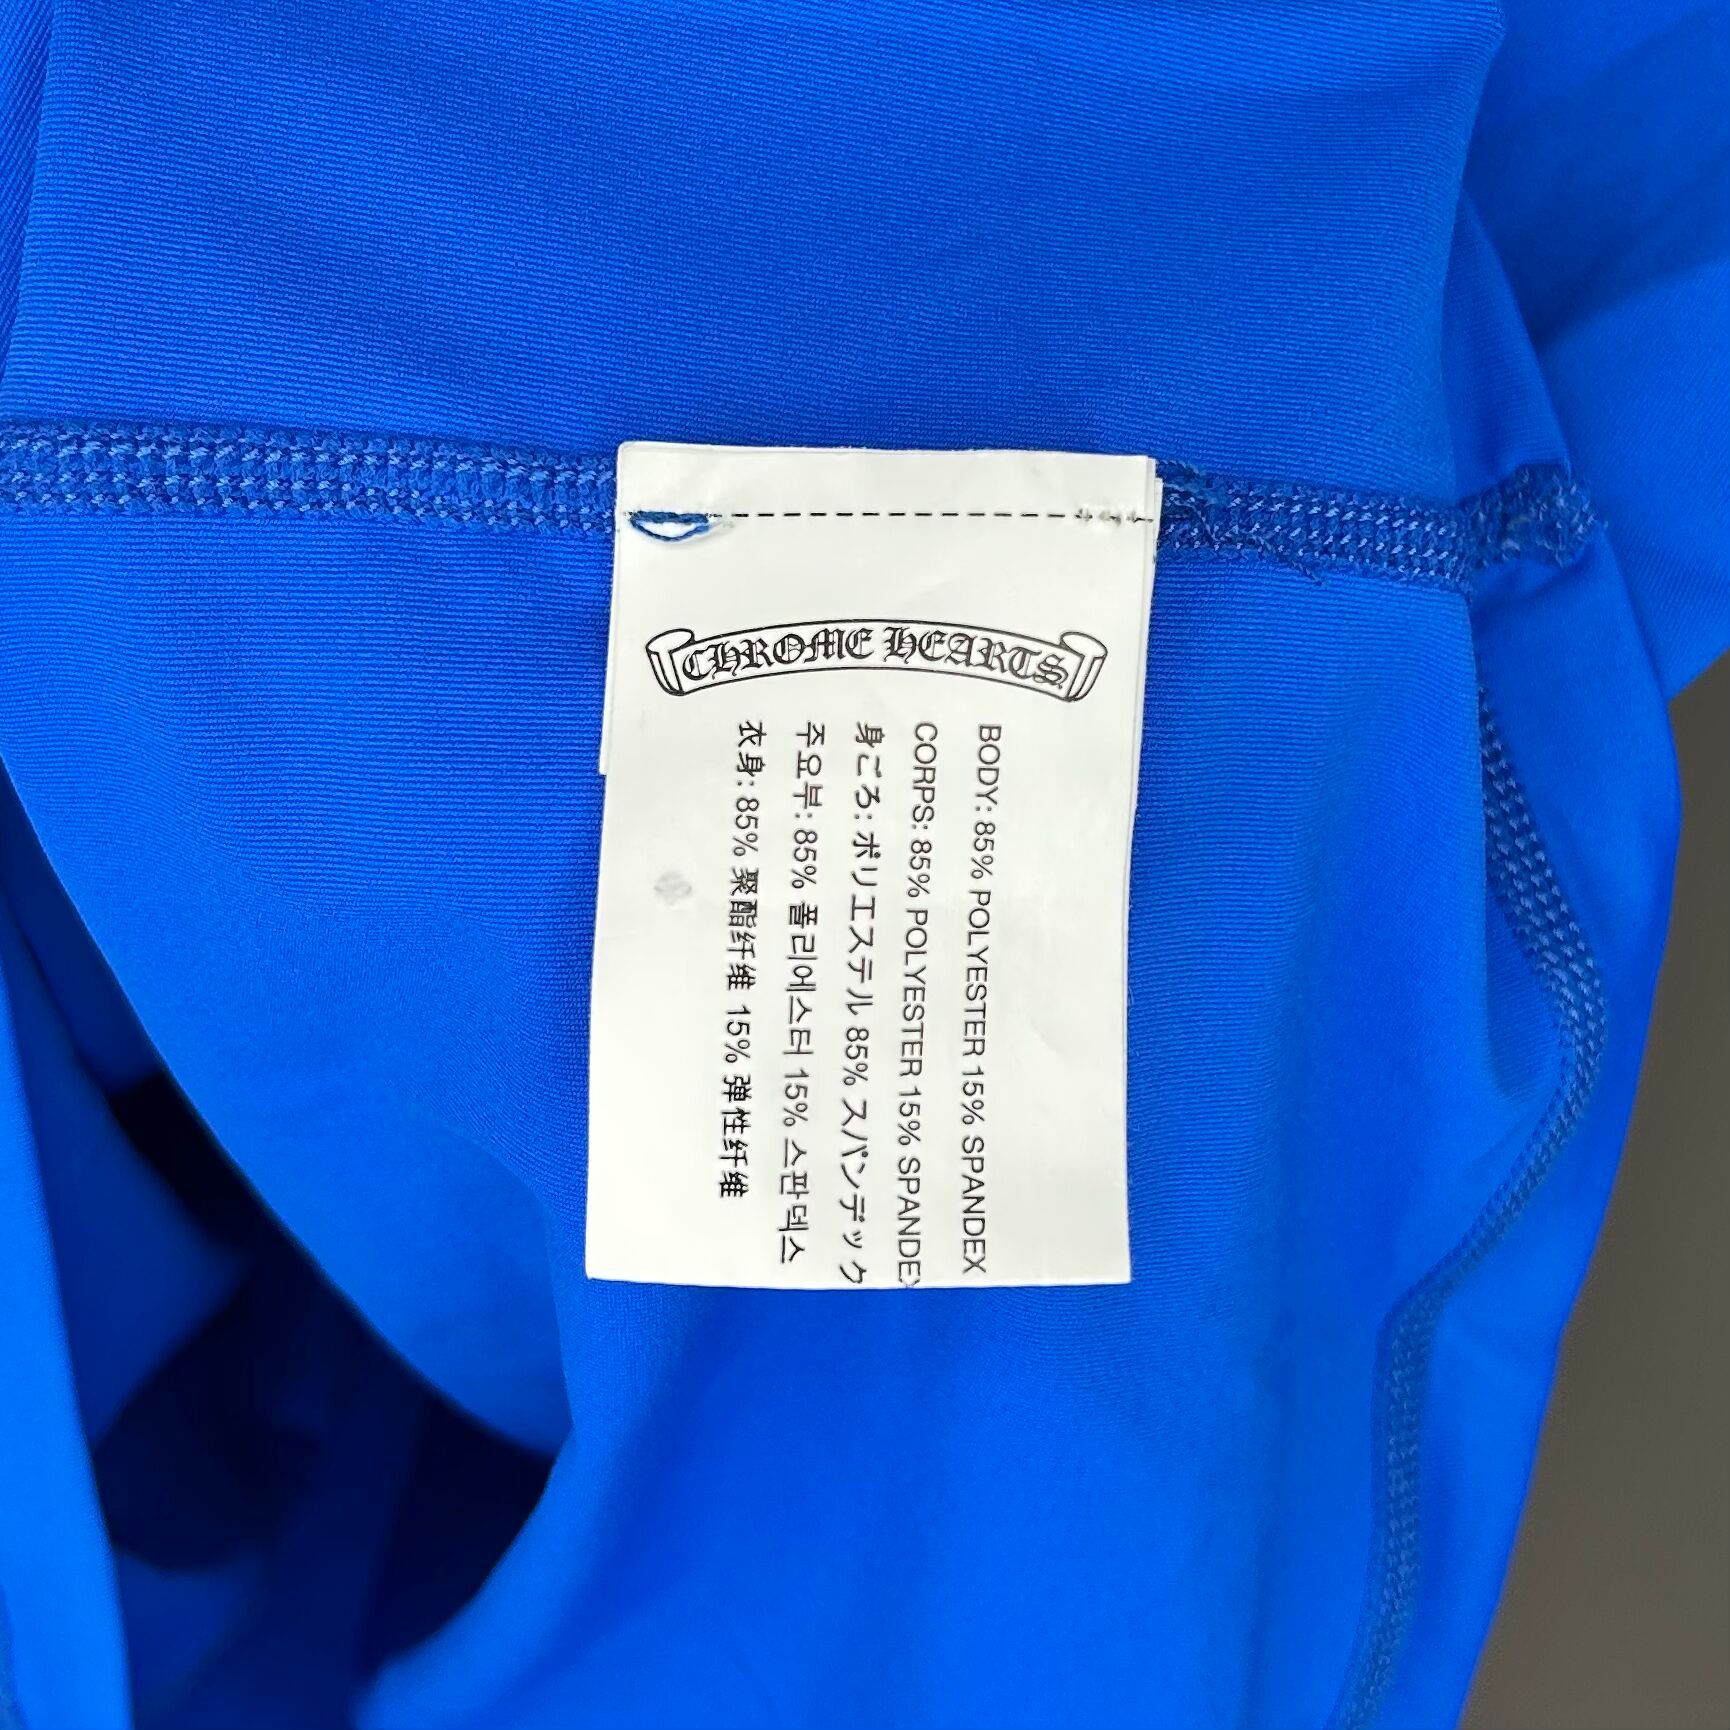 CHROME HEARTS
BODY: 85% POLYESTER 15% SPANDEX
CORPS: 85% POLYESTER 15% SPANDEX
身ごろ: ポリエステル 85% スパンデック
주요부: 85% 폴리에스터 15% 스판덱스
衣身: 85% 聚酯纤维 15% 弹性纤维